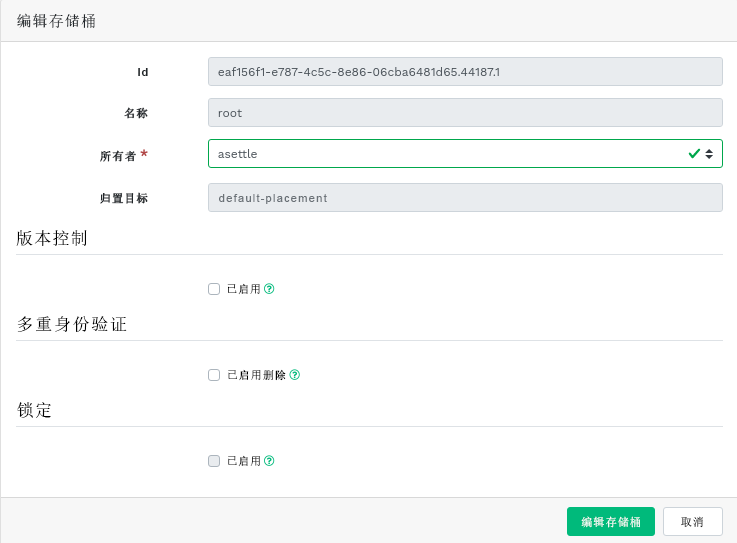 编辑存储桶
Id
eaf156f1-e787-4c5c-8e86-06cba6481d65.44187.1
名称
root
所有者 *
asettle
归置目标
default-placement
版本控制
已启用
多重身份验证
已启用删除
锁定
已启用
编辑存储桶 取消